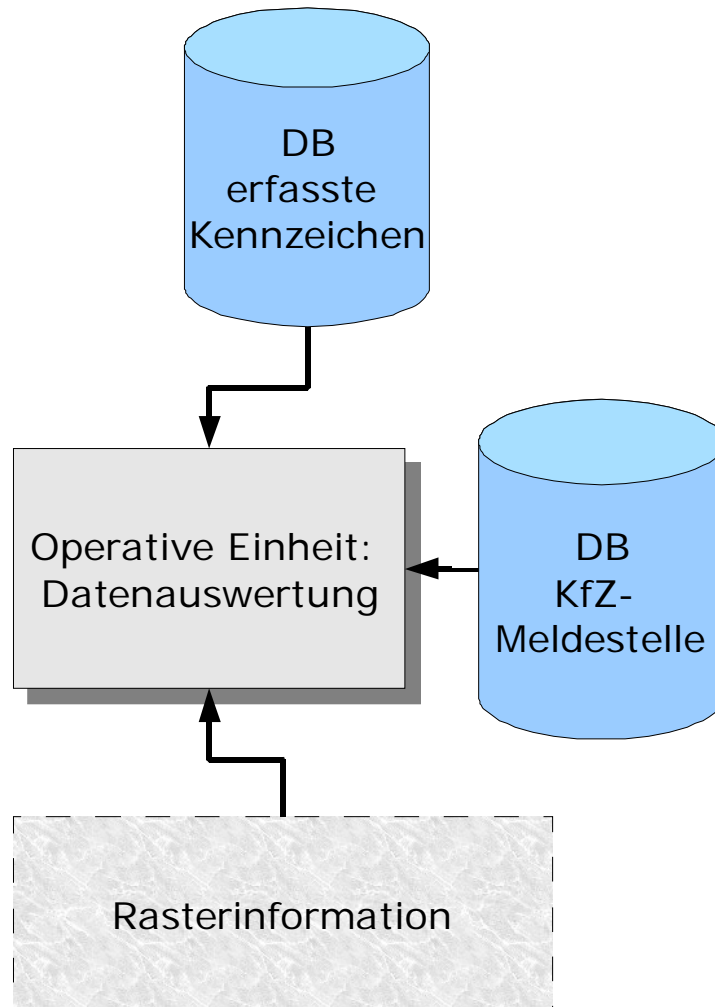 DB
erfasste
Kennzeichen
Operative Einheit:
Datenauswertung
DB
KfZ-
Meldestelle
Rasterinformation